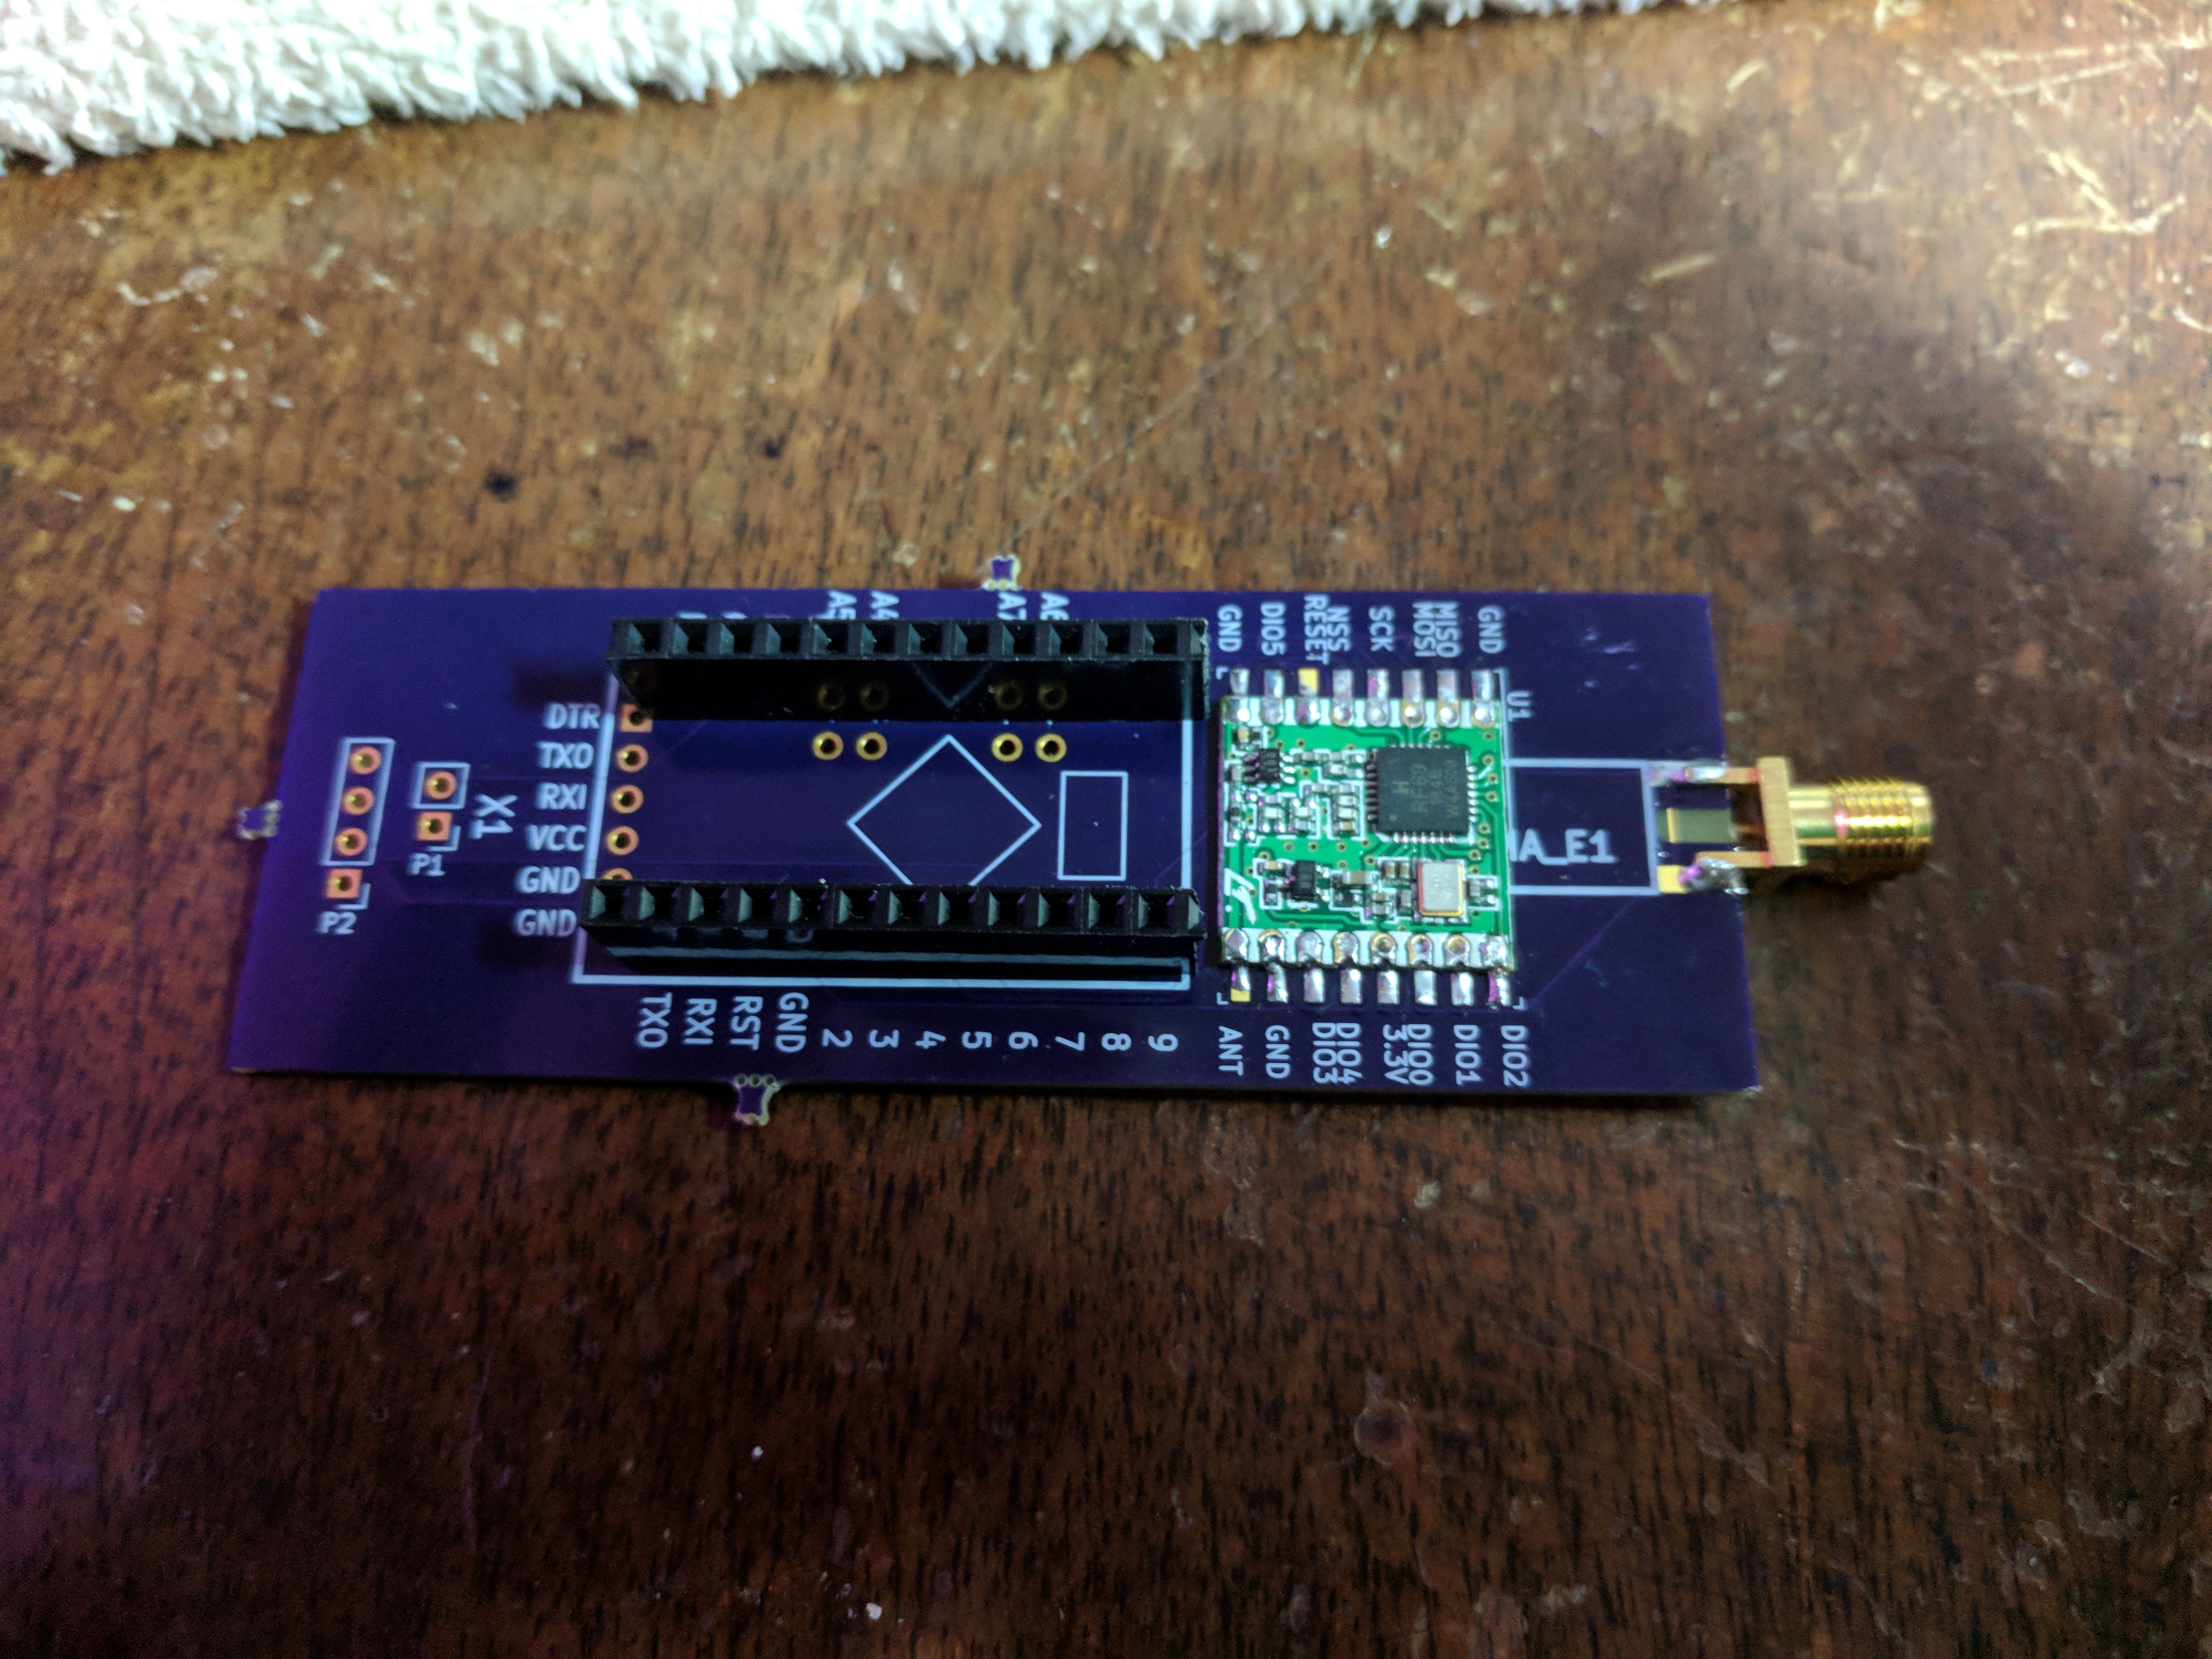 A5
A4
A7
A6
GND
DIO5
RESET
NSS
SCK
MOSI
MISO
GND
U1
DTR
TXO
RXI
VCC
GND
GND
X1
P1
P2
RF69
A_E1
TXO
RXI
RST
GND
2
3
4
5
6
7
8
9
ANT
GND
DIO3
DIO4
3.3V
DIO0
DIO1
DIO2